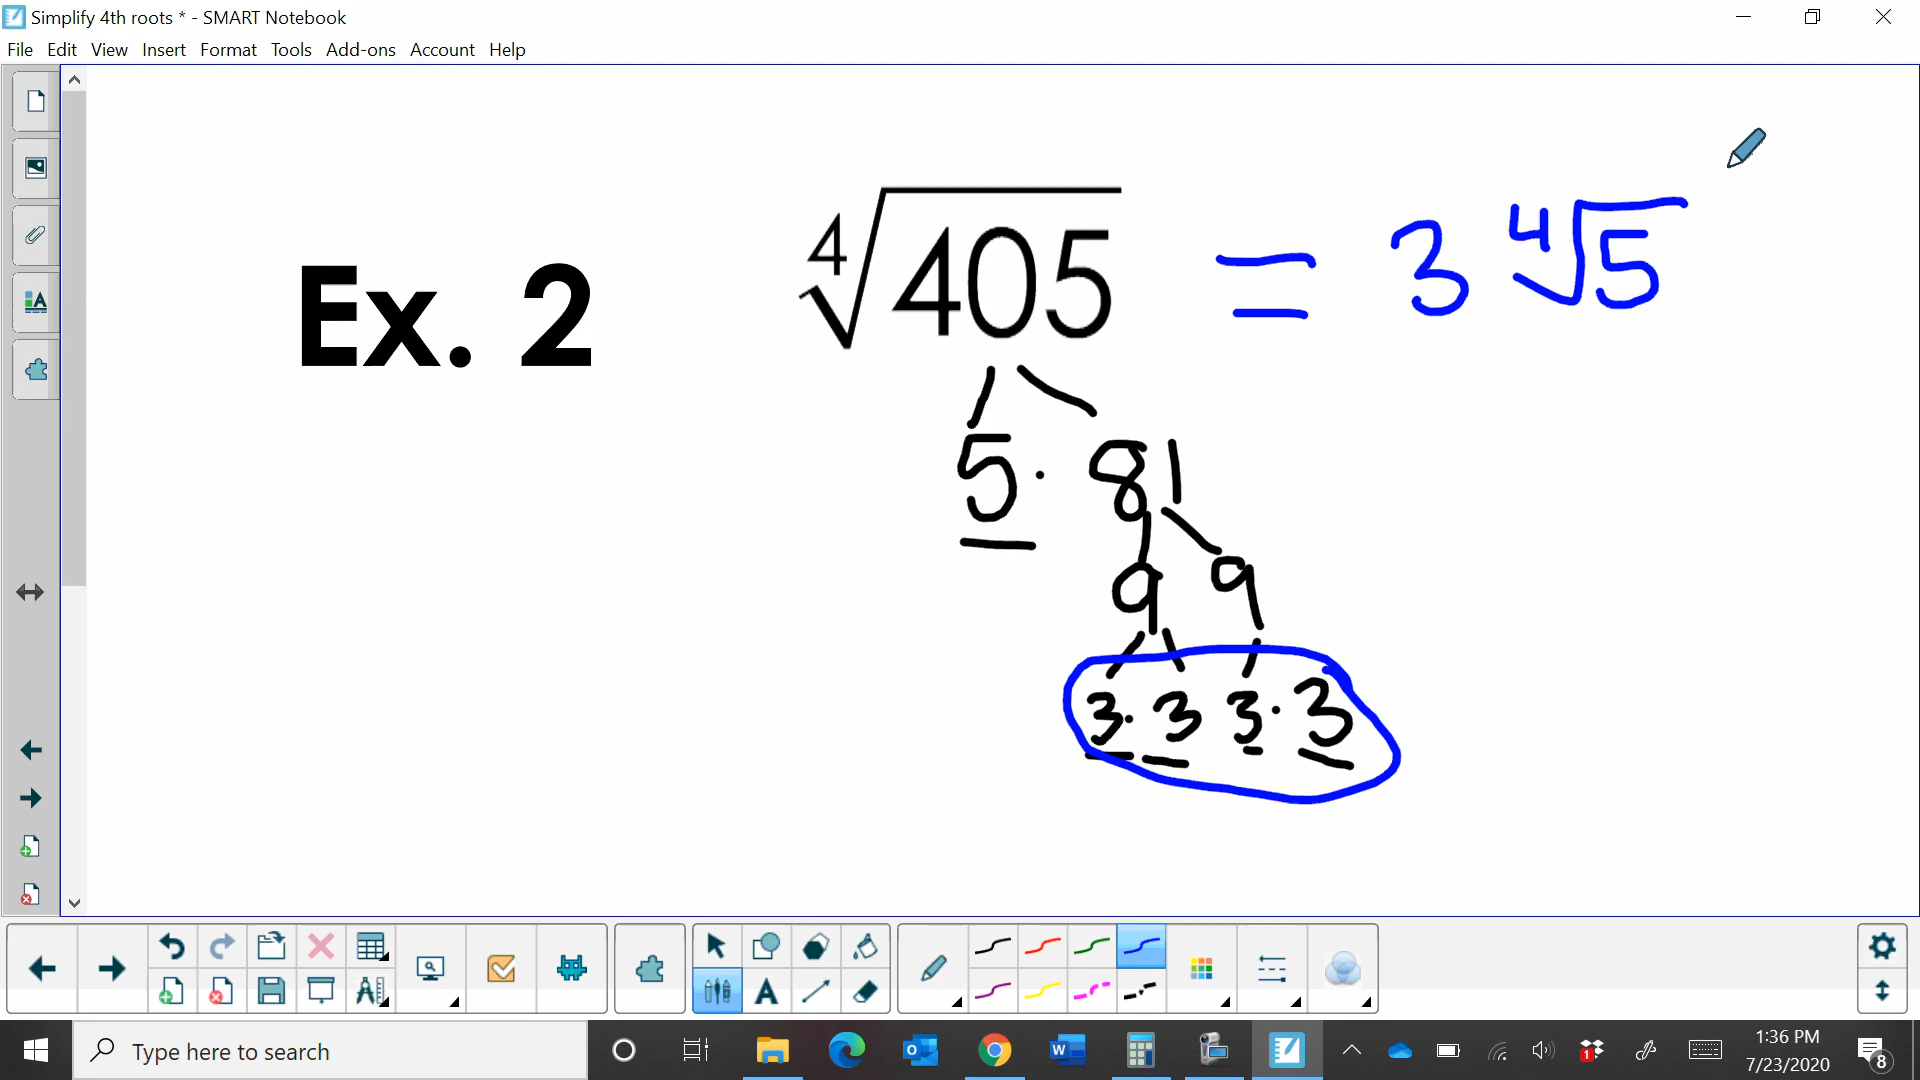 Simplify 4th roots * - SMART Notebook
File Edit View Insert Format Tools Add-ons Account Help
Ex. 2
∜405 = 3 ∜5
5 · 81
9 9
3 · 3 3 · 3
A
A
Type here to search
1
1:36 PM
7/23/2020
8